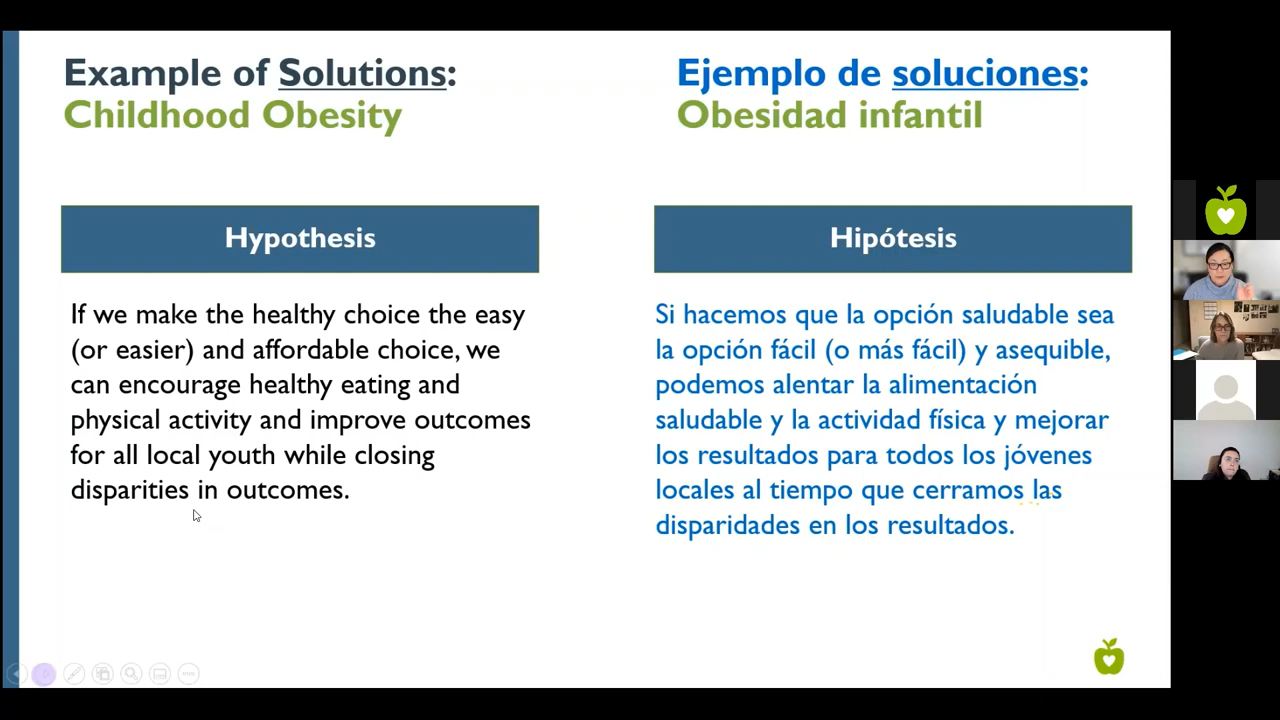 Example of Solutions:
Childhood Obesity
Ejemplo de soluciones:
Obesidad infantil
Hypothesis
If we make the healthy choice the easy
(or easier) and affordable choice, we
can encourage healthy eating and
physical activity and improve outcomes
for all local youth while closing
disparities in outcomes.
Hipótesis
Si hacemos que la opción saludable sea
la opción fácil (o más fácil) y asequible,
podemos alentar la alimentación
saludable y la actividad física y mejorar
los resultados para todos los jóvenes
locales al tiempo que cerramos las
disparidades en los resultados.